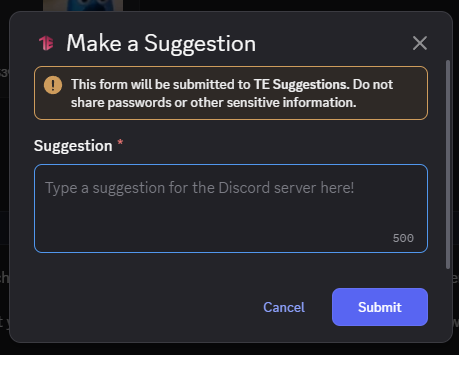 Make a Suggestion
This form will be submitted to TE Suggestions. Do not
share passwords or other sensitive information.
Suggestion *
Type a suggestion for the Discord server here!
500
Cancel
Submit